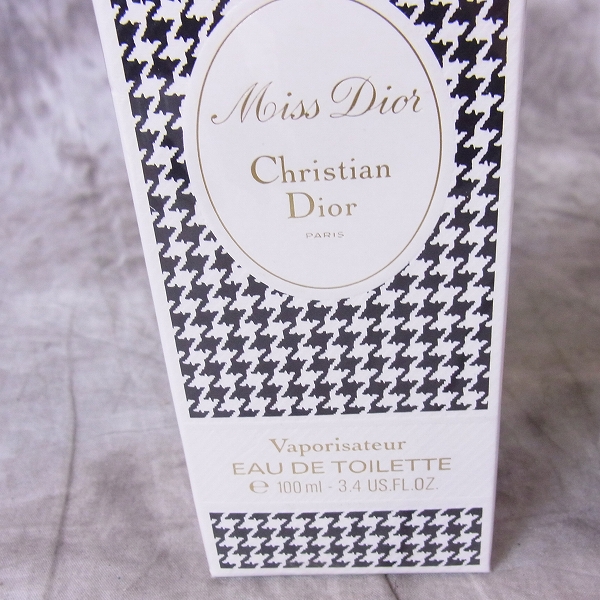 Miss Dior
Christian
Dior
PARIS
Vaporisateur
EAU DE TOILETTE
℮ 100 ml - 3.4 US.FL.OZ.